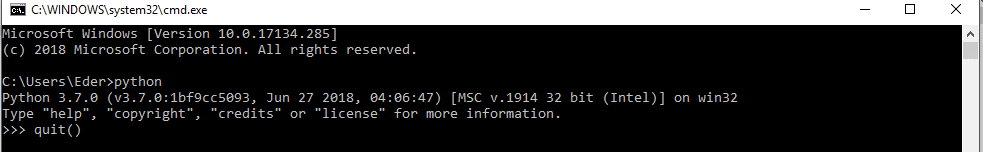 C:\WINDOWS\system32\cmd.exe
Microsoft Windows [Version 10.0.17134.285]
(c) 2018 Microsoft Corporation. All rights reserved.
C:\Users\Eder>python
Python 3.7.0 (v3.7.0:1bf9cc5093, Jun 27 2018, 04:06:47) [MSC v.1914 32 bit (Intel)] on win32
Type "help", "copyright", "credits" or "license" for more information.
>>> quit()